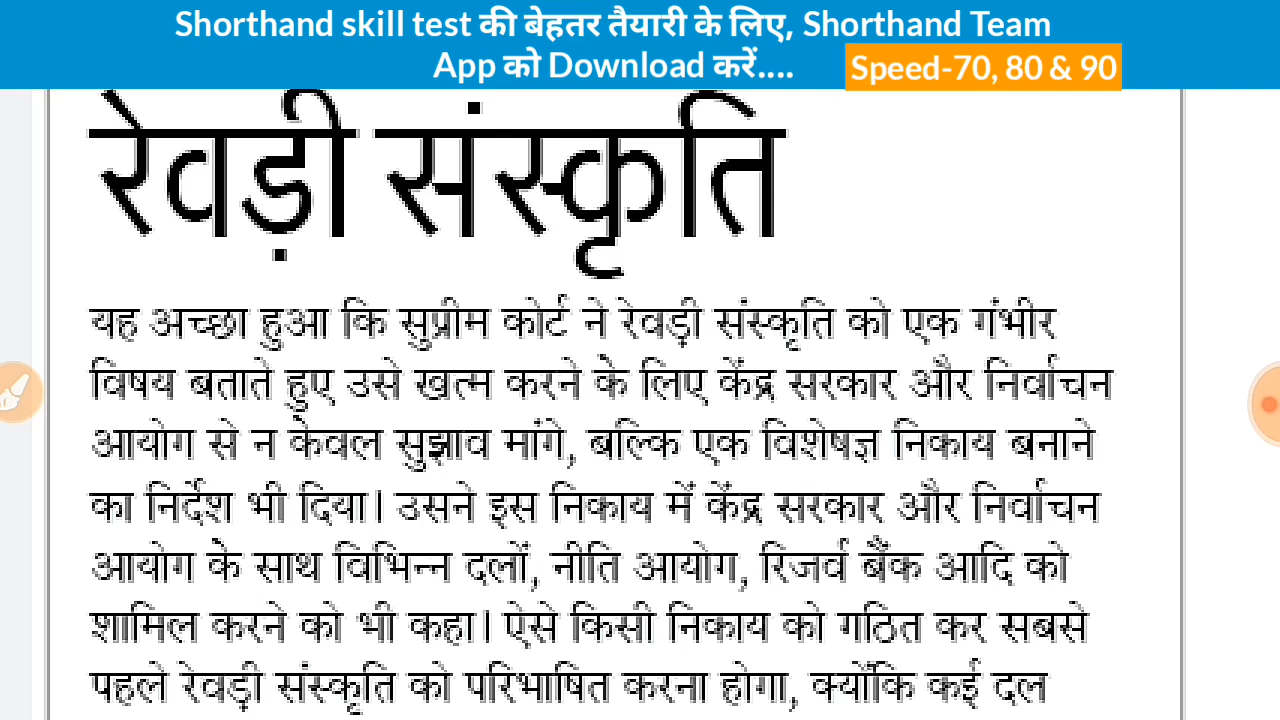 Shorthand skill test की बेहतर तैयारी के लिए, Shorthand Team
App को Download करें....
Speed-70, 80 & 90
रेवड़ी संस्कृति
यह अच्छा हुआ कि सुप्रीम कोर्ट ने रेवड़ी संस्कृति को एक गंभीर
विषय बताते हुए उसे खत्म करने के लिए केंद्र सरकार और निर्वाचन
आयोग से न केवल सुझाव मांगे, बल्कि एक विशेषज्ञ निकाय बनाने
का निर्देश भी दिया। उसने इस निकाय में केंद्र सरकार और निर्वाचन
आयोग के साथ विभिन्न दलों, नीति आयोग, रिजर्व बैंक आदि को
शामिल करने को भी कहा। ऐसे किसी निकाय को गठित कर सबसे
पहले रेवड़ी संस्कृति को परिभाषित करना होगा, क्योंकि कई दल